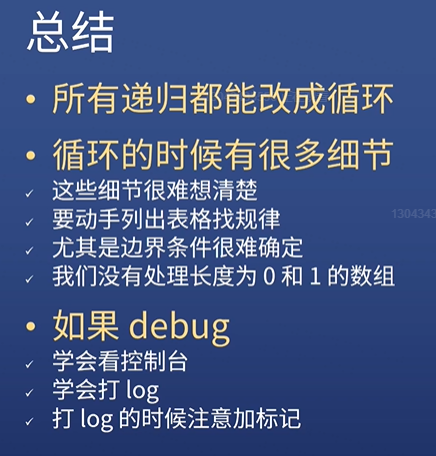 总结
• 所有递归都能改成循环
• 循环的时候有很多细节
✓ 这些细节很难想清楚
✓ 要动手列出表格找规律
✓ 尤其是边界条件很难确定
✓ 我们没有处理长度为 0 和 1 的数组
• 如果 debug
✓ 学会看控制台
✓ 学会打 log
✓ 打 log 的时候注意加标记